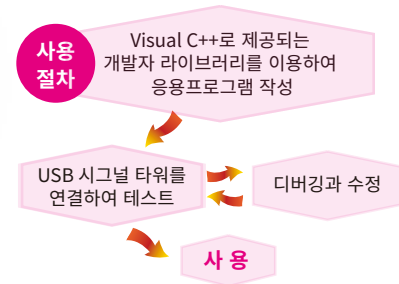 사용
절차
Visual C++로 제공되는
개발자 라이브러리를 이용하여
응용프로그램 작성
USB 시그널 타워를
연결하여 테스트
디버깅과 수정
사 용